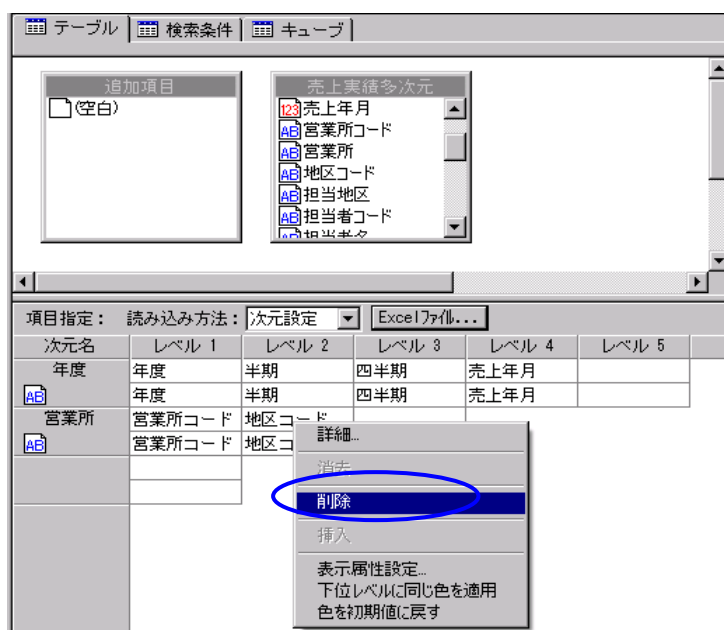 テーブル 検索条件 キューブ
追加項目
(空白)
売上実績多次元
123 売上年月
AB 営業所コード
AB 営業所
AB 地区コード
AB 担当地区
AB 担当者コード
AB 担当者名
項目指定: 読み込み方法: 次元設定 Excelファイル...
次元名 レベル 1 レベル 2 レベル 3 レベル 4 レベル 5
年度 年度 半期 四半期 売上年月
AB 年度 半期 四半期 売上年月
営業所 営業所コード 地区コード
AB 営業所コード 地区コ
詳細...
消去
削除
挿入
表示属性設定...
下位レベルに同じ色を適用
色を初期値に戻す